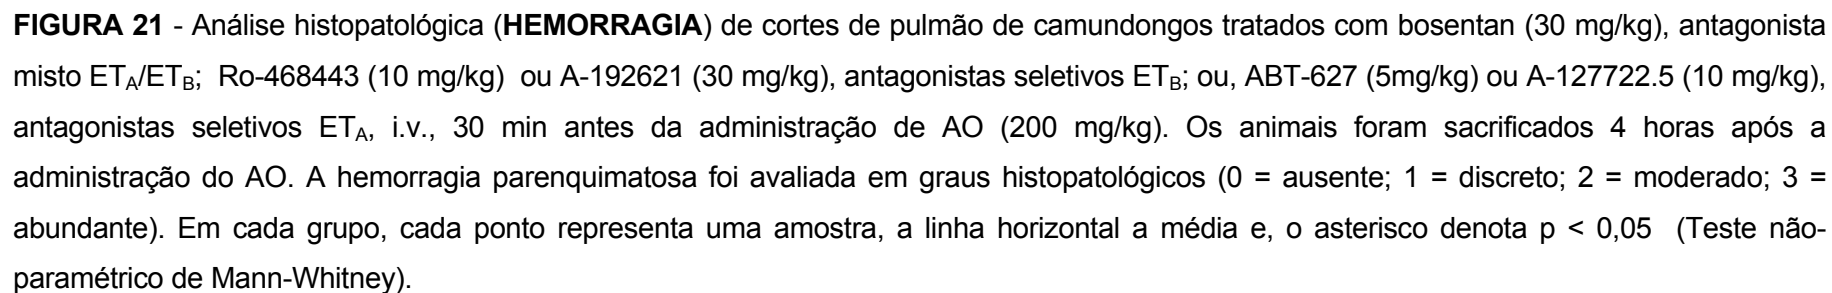 FIGURA 21 - Análise histopatológica (HEMORRAGIA) de cortes de pulmão de camundongos tratados com bosentan (30 mg/kg), antagonista
misto ETA/ETB; Ro-468443 (10 mg/kg) ou A-192621 (30 mg/kg), antagonistas seletivos ETB; ou, ABT-627 (5mg/kg) ou A-127722.5 (10 mg/kg),
antagonistas seletivos ETA, i.v., 30 min antes da administração de AO (200 mg/kg). Os animais foram sacrificados 4 horas após a
administração do AO. A hemorragia parenquimatosa foi avaliada em graus histopatológicos (0 = ausente; 1 = discreto; 2 = moderado; 3 =
abundante). Em cada grupo, cada ponto representa uma amostra, a linha horizontal a média e, o asterisco denota p < 0,05 (Teste não-
paramétrico de Mann-Whitney).